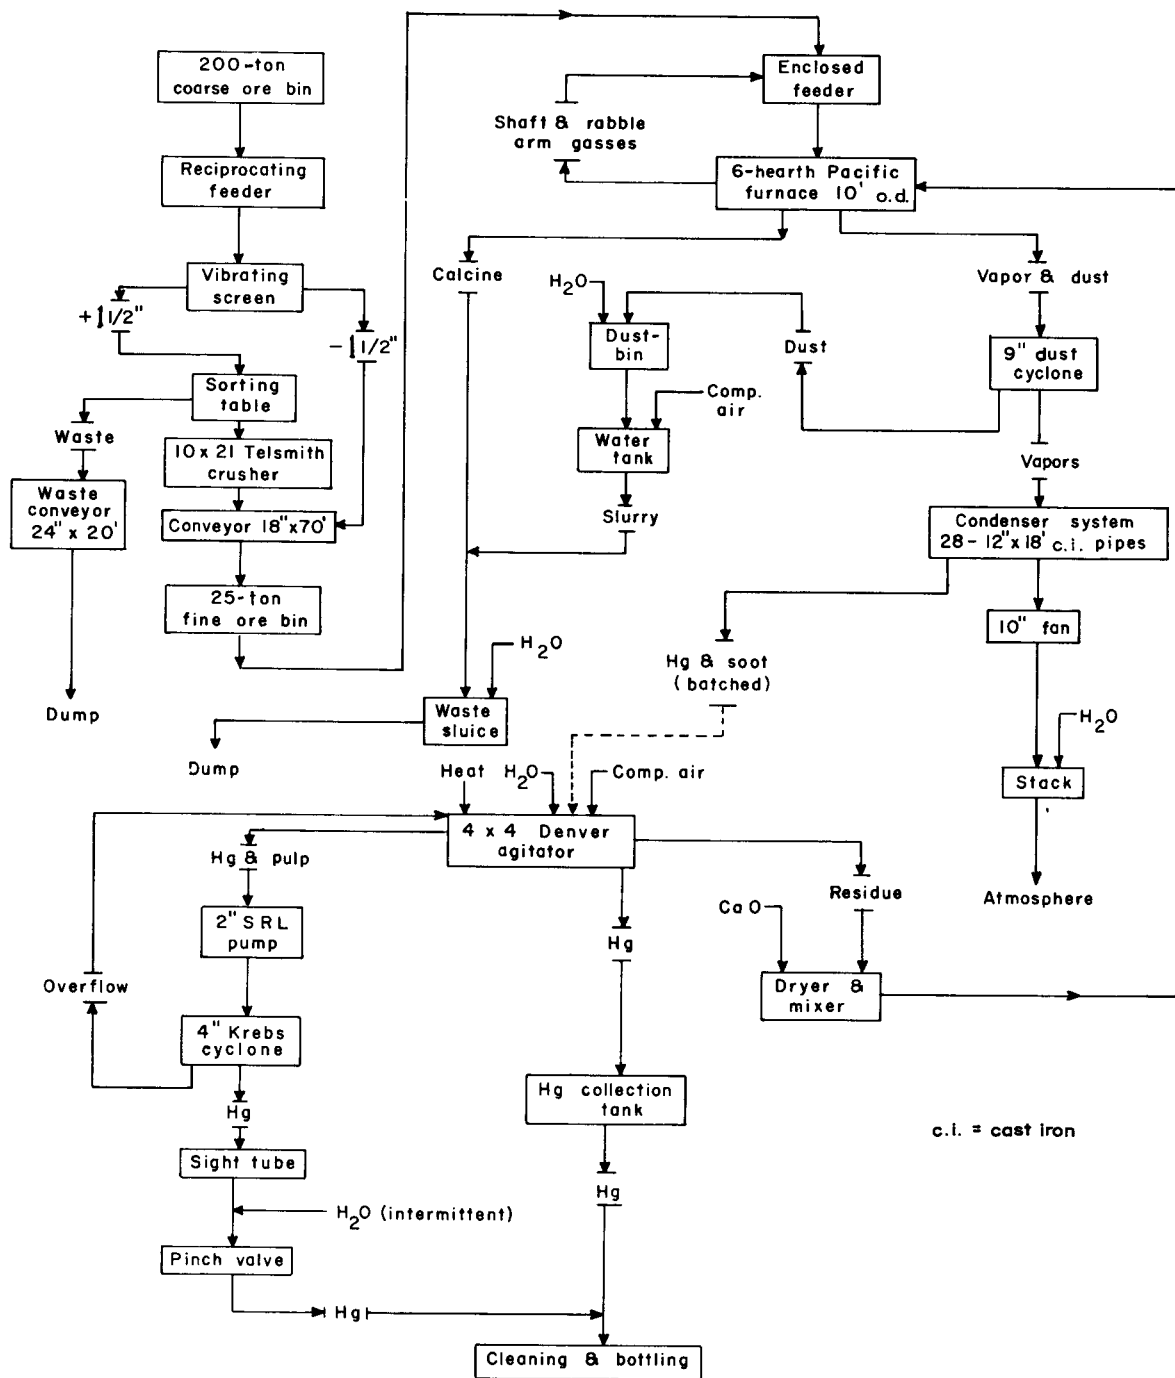 200-ton
coarse ore bin
Reciprocating
feeder
Vibrating
screen
+1 1/2"
-1 1/2"
Sorting
table
Waste
10 x 21 Telsmith
crusher
Waste
conveyor
24" x 20'
Conveyor 18"x70'
25-ton
fine ore bin
Dump
Enclosed
feeder
Shaft & rabble
arm gasses
6-hearth Pacific
furnace 10' o.d.
Calcine
Vapor & dust
H2O
Dust-
bin
Dust
9" dust
cyclone
Comp.
air
Water
tank
Vapors
Slurry
Condenser system
28-12"x18' c.i. pipes
10" fan
H2O
Hg & soot
(batched)
Waste
sluice
Dump
H2O
Stack
Atmosphere
Heat
H2O
Comp. air
4 x 4 Denver
agitator
Hg & pulp
2" SRL
pump
Overflow
4" Krebs
cyclone
Hg
Sight tube
H2O (intermittent)
Pinch valve
Hg
Hg
Hg collection
tank
Hg
Residue
CaO
Dryer &
mixer
c.i. = cast iron
Cleaning & bottling